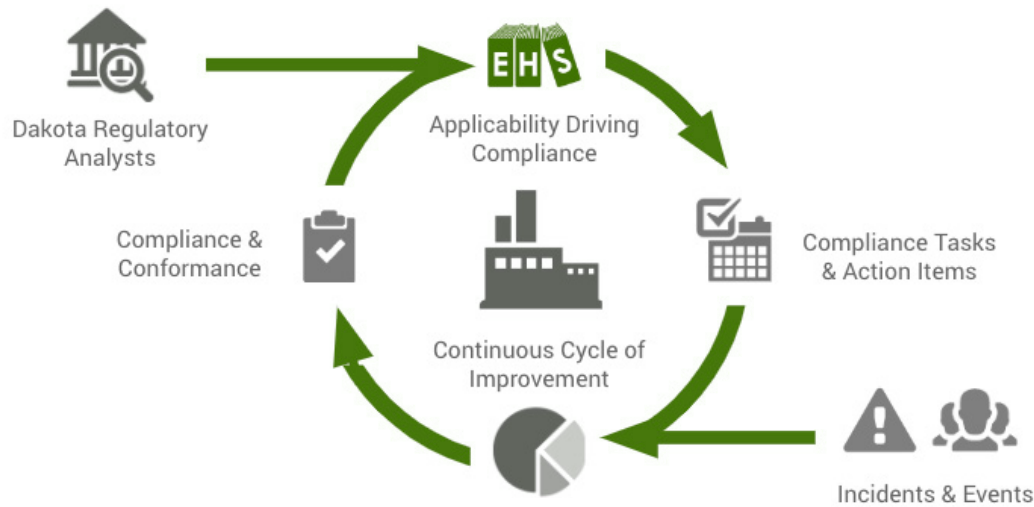 EHS
Dakota Regulatory
Analysts
Applicability Driving
Compliance
Compliance &
Conformance
Compliance Tasks
& Action Items
Continuous Cycle of
Improvement
Incidents & Events